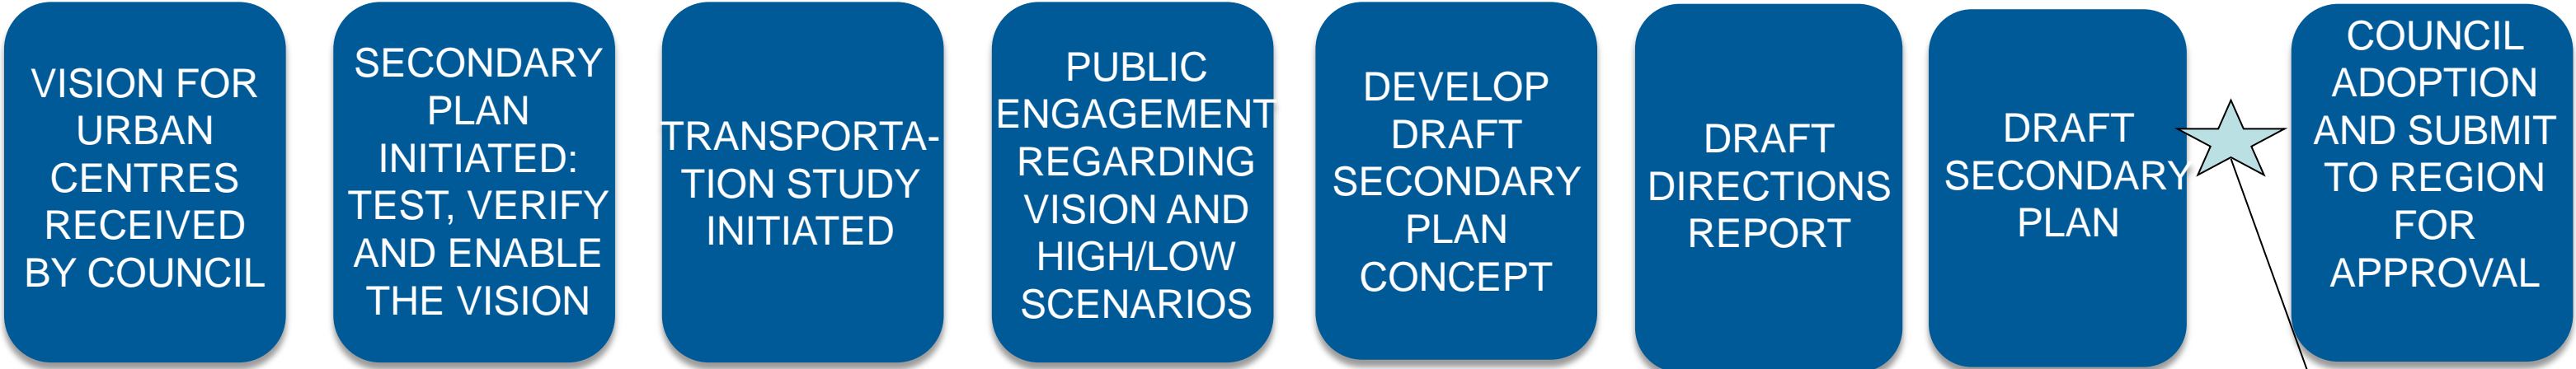 VISION FOR
URBAN
CENTRES
RECEIVED
BY COUNCIL
SECONDARY
PLAN
INITIATED:
TEST, VERIFY
AND ENABLE
THE VISION
TRANSPORTA-
TION STUDY
INITIATED
PUBLIC
ENGAGEMENT
REGARDING
VISION AND
HIGH/LOW
SCENARIOS
DEVELOP
DRAFT
SECONDARY
PLAN
CONCEPT
DRAFT
DIRECTIONS
REPORT
DRAFT
SECONDARY
PLAN
COUNCIL
ADOPTION
AND SUBMIT
TO REGION
FOR
APPROVAL